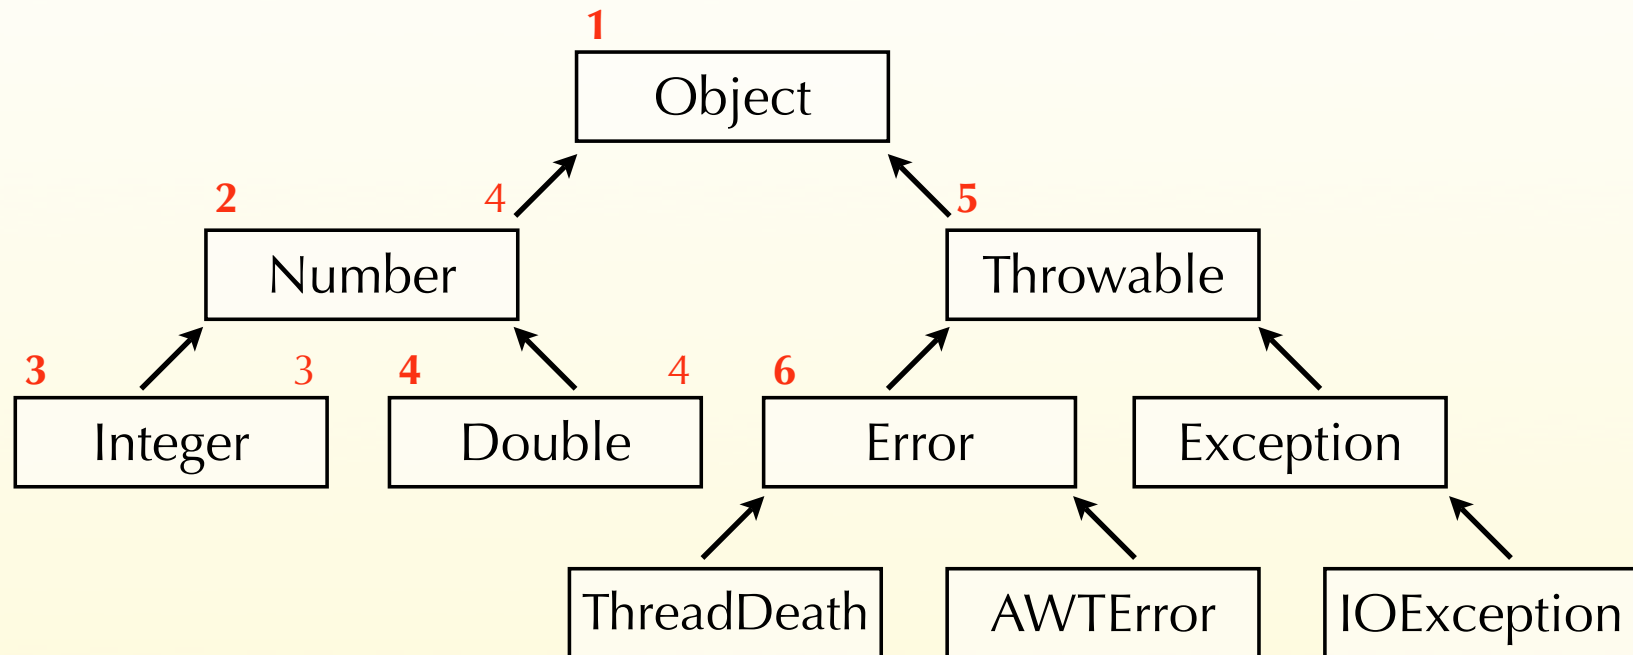 1
Object
2 4 5
Number Throwable
3 3 4 4 6
Integer Double Error Exception
ThreadDeath AWTError IOException